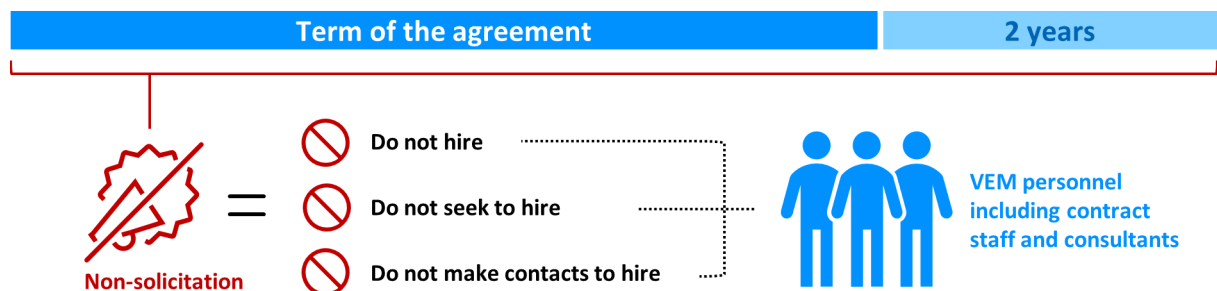 Term of the agreement
2 years
Do not hire
Do not seek to hire
Do not make contacts to hire
Non-solicitation
VEM personnel
including contract
staff and consultants